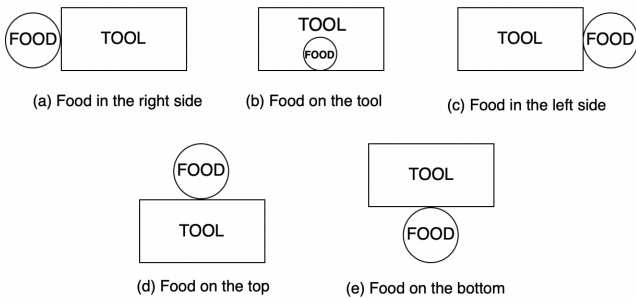 FOOD TOOL
TOOL
FOOD
TOOL FOOD
(a) Food in the right side
(b) Food on the tool
(c) Food in the left side
FOOD
TOOL
TOOL
FOOD
(d) Food on the top
(e) Food on the bottom